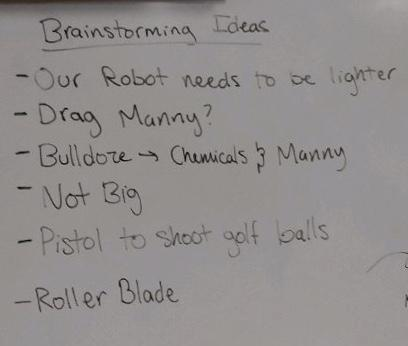 Brainstorming Ideas
- Our Robot needs to be lighter
- Drag Manny?
- Bulldoze → Chemicals & Manny
- Not Big
- Pistol to shoot golf balls
- Roller Blade